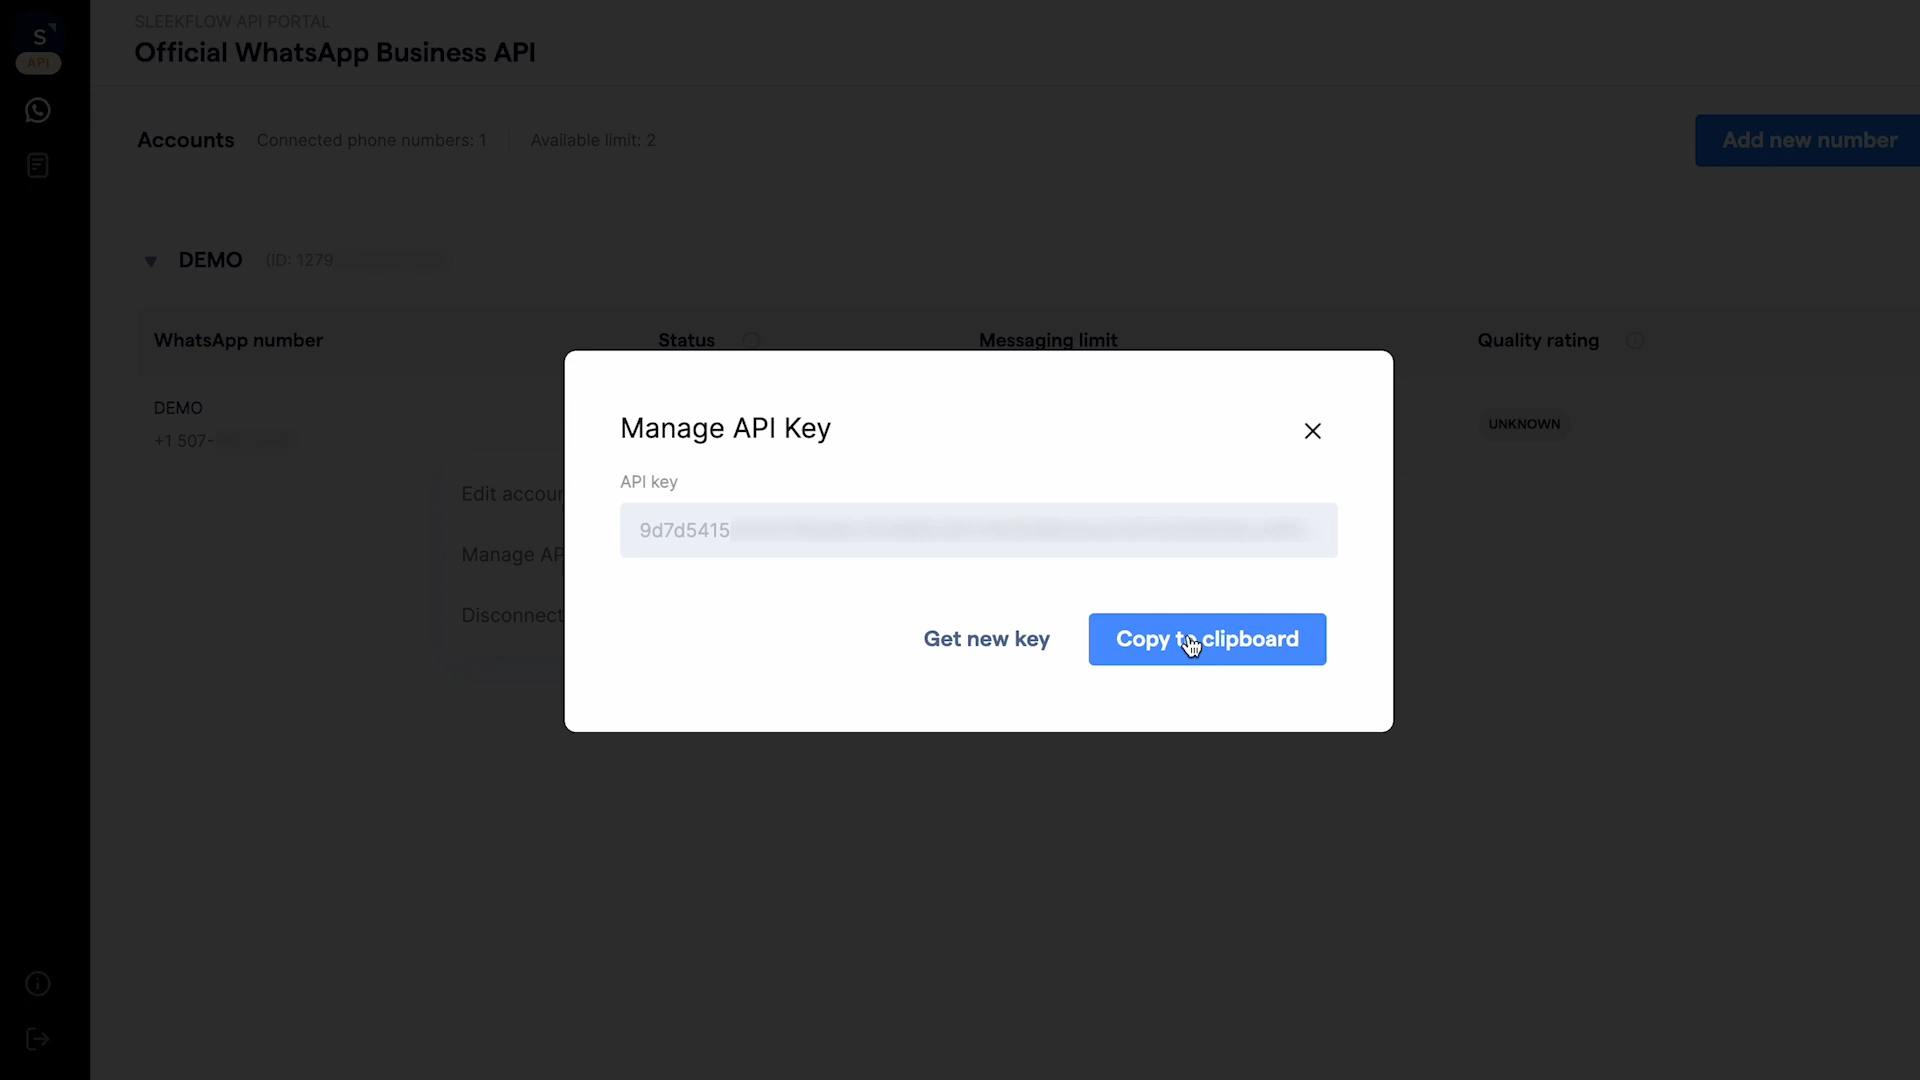 S
API
SLEEKFLOW API PORTAL
Official WhatsApp Business API
Accounts
Connected phone numbers: 1
Available limit: 2
Add new number
DEMO (ID: 1279
WhatsApp number
Status
Messaging limit
Quality rating
DEMO
+1 507-
UNKNOWN
Edit accour
Manage AP
Disconnect
Manage API Key
API key
9d7d5415
Get new key
Copy to clipboard